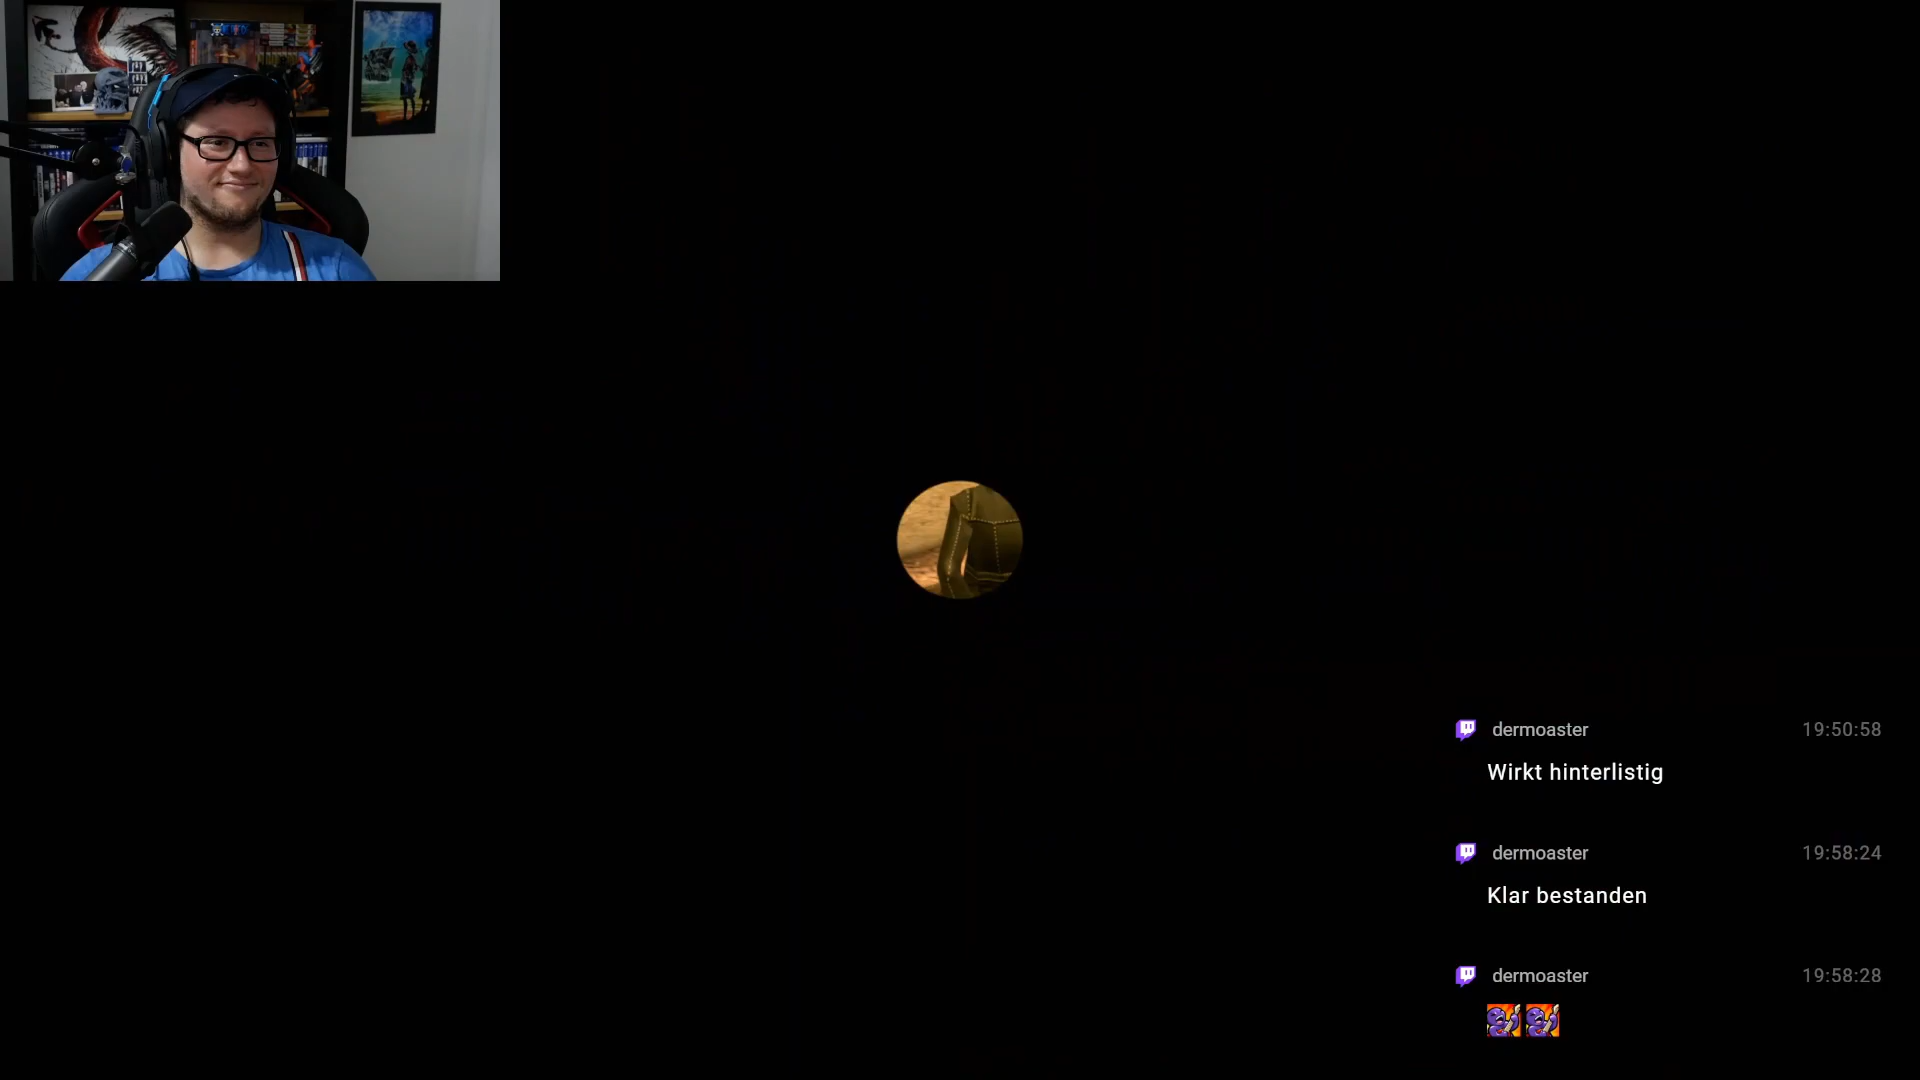 dermoaster 19:50:58
Wirkt hinterlistig
dermoaster 19:58:24
Klar bestanden
dermoaster 19:58:28